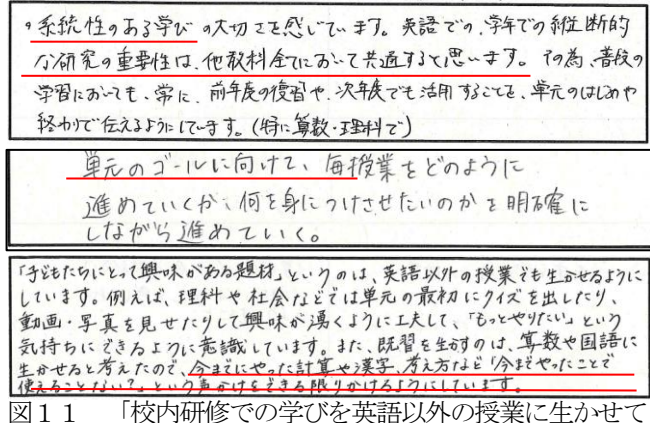 ・系統性のある学び の大切さを感じています。英語での、学年での縦断的
な研究の重要性は、他教科全てにおいて共通すると思います。その為、普段の
学習においても、常に、前年度の復習や、次年度でも活用することを、単元のはじめや
終わりで伝えるようにしています。(特に算数・理科で)
単元のゴールに向けて、毎授業をどのように
進めていくか、何を身につけさせたいのかを明確に
しながら進めていく。
「子どもたちにとって興味がある題材」というのは、英語以外の授業でも生かせるように
しています。例えば、理科や社会などでは単元の最初にクイズを出したり、
動画・写真を見せたりして興味が湧くように工夫して、「もっとやりたい」という
気持ちにできるように意識しています。また、既習を生かすのは、算数や国語に
生かせると考えたので、今までにやった計算や漢字、考え方など「今までやったことで
使えることない?」という声かけをできる限りかけるようにしています。
図11 「校内研修での学びを英語以外の授業に生かせて